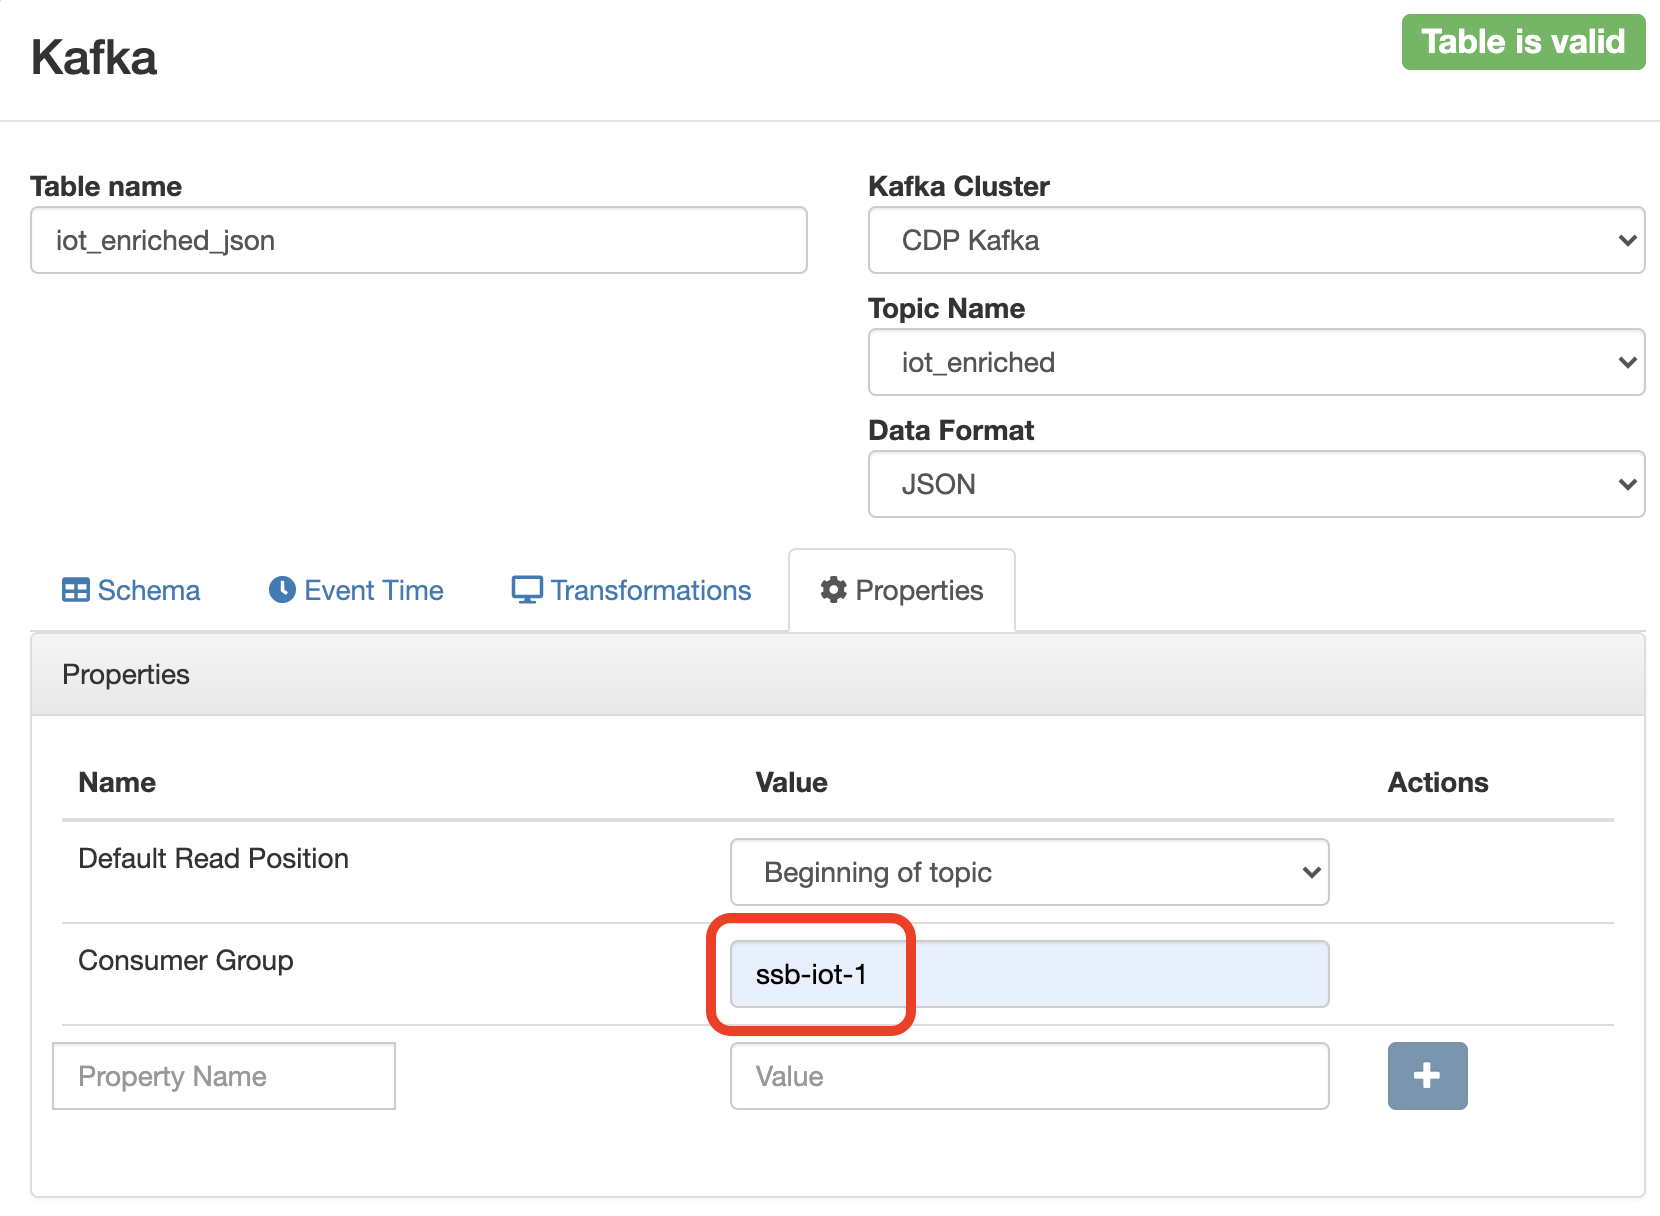 Kafka
Table is valid
Table name
iot_enriched_json
Kafka Cluster
CDP Kafka
Topic Name
iot_enriched
Data Format
JSON
Schema
Event Time
Transformations
Properties
Properties
Name Value Actions
Default Read Position
Beginning of topic
Consumer Group
ssb-iot-1
Property Name
Value